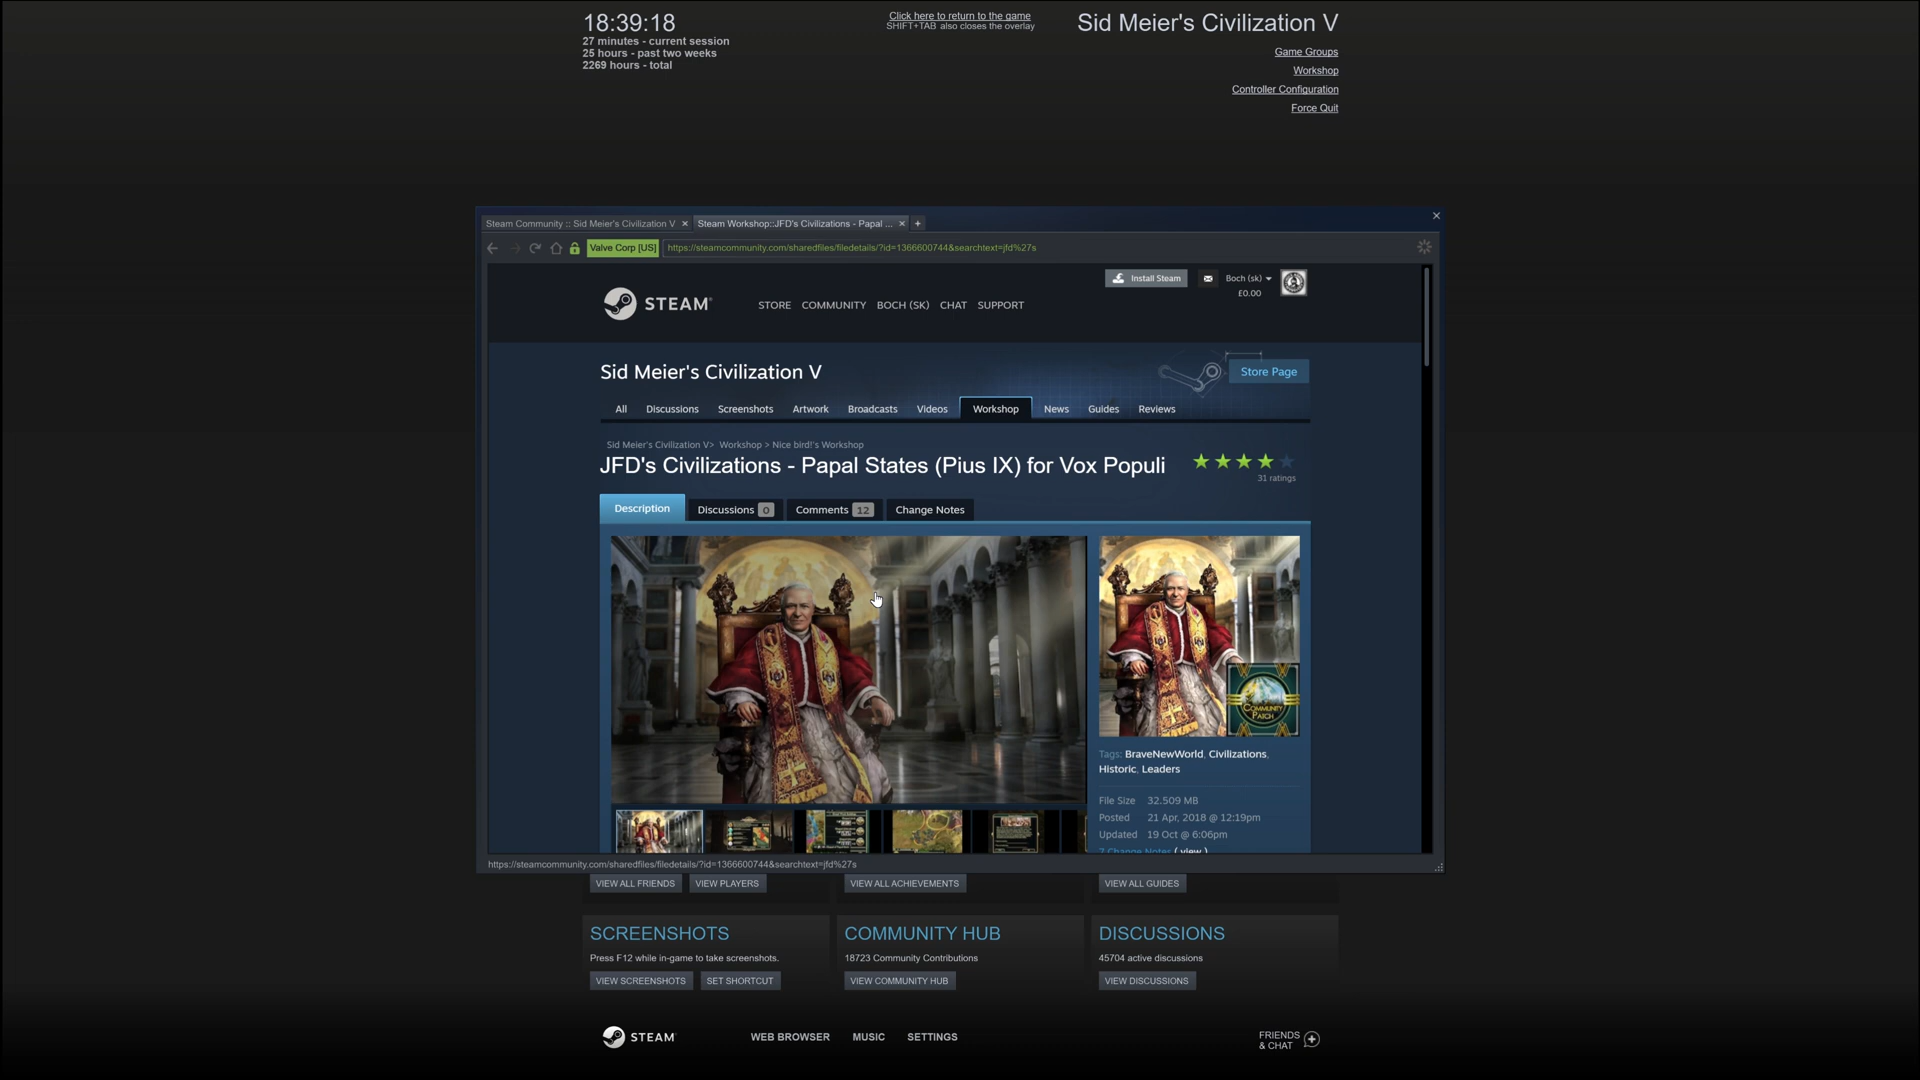 18:39:18
27 minutes - current session
25 hours - past two weeks
2269 hours - total
Click here to return to the game
SHIFT+TAB also closes the overlay
Sid Meier's Civilization V
Game Groups
Workshop
Controller Configuration
Force Quit
Steam Community :: Sid Meier's Civilization V
Steam Workshop::JFD's Civilizations - Papal ...
Valve Corp [US]
https://steamcommunity.com/sharedfiles/filedetails/?id=1366600744&searchtext=jfd%27s
Install Steam
Boch (sk)
£0.00
STEAM
STORE COMMUNITY BOCH (SK) CHAT SUPPORT
Sid Meier's Civilization V
Store Page
All Discussions Screenshots Artwork Broadcasts Videos Workshop News Guides Reviews
Sid Meier's Civilization V> Workshop > Nice bird!'s Workshop
JFD's Civilizations - Papal States (Pius IX) for Vox Populi
31 ratings
Description Discussions 0 Comments 12 Change Notes
COMMUNITY
PATCH
Tags: BraveNewWorld, Civilizations,
Historic, Leaders
File Size 32.509 MB
Posted 21 Apr, 2018 @ 12:19pm
Updated 19 Oct @ 6:06pm
7 Change Notes ( view )
https://steamcommunity.com/sharedfiles/filedetails/?id=1366600744&searchtext=jfd%27s
VIEW ALL FRIENDS VIEW PLAYERS VIEW ALL ACHIEVEMENTS VIEW ALL GUIDES
SCREENSHOTS
Press F12 while in-game to take screenshots.
VIEW SCREENSHOTS SET SHORTCUT
COMMUNITY HUB
18723 Community Contributions
VIEW COMMUNITY HUB
DISCUSSIONS
45704 active discussions
VIEW DISCUSSIONS
STEAM
WEB BROWSER MUSIC SETTINGS
FRIENDS
& CHAT